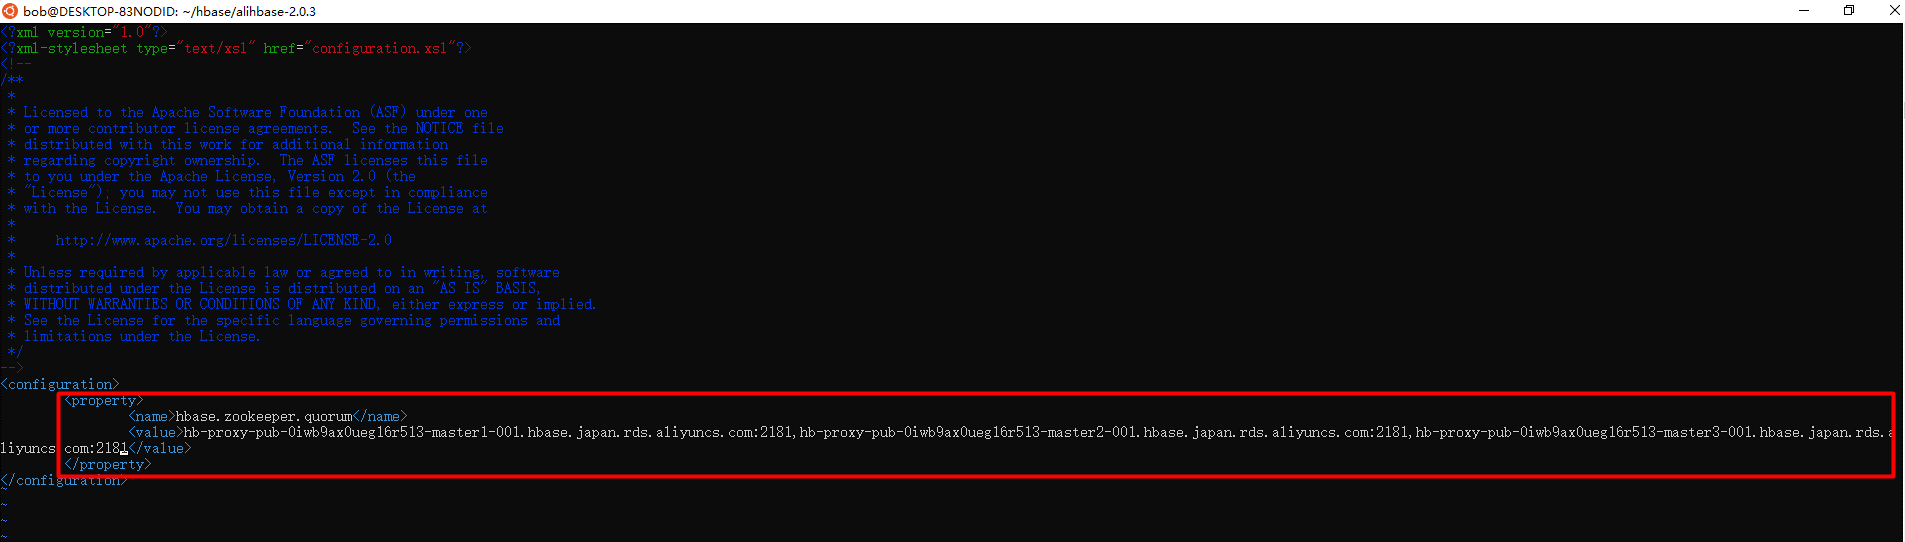 bob@DESKTOP-83NODID: ~/hbase/alihbase-2.0.3
<?xml version="1.0"?>
<?xml-stylesheet type="text/xsl" href="configuration.xsl"?>
<!--
/**
 *
 * Licensed to the Apache Software Foundation (ASF) under one
 * or more contributor license agreements.  See the NOTICE file
 * distributed with this work for additional information
 * regarding copyright ownership.  The ASF licenses this file
 * to you under the Apache License, Version 2.0 (the
 * "License"); you may not use this file except in compliance
 * with the License.  You may obtain a copy of the License at
 *
 *     http://www.apache.org/licenses/LICENSE-2.0
 *
 * Unless required by applicable law or agreed to in writing, software
 * distributed under the License is distributed on an "AS IS" BASIS,
 * WITHOUT WARRANTIES OR CONDITIONS OF ANY KIND, either express or implied.
 * See the License for the specific language governing permissions and
 * limitations under the License.
 */
-->
<configuration>
        <property>
                <name>hbase.zookeeper.quorum</name>
                <value>hb-proxy-pub-0iwb9ax0uegl6r513-master1-001.hbase.japan.rds.aliyuncs.com:2181,hb-proxy-pub-0iwb9ax0uegl6r513-master2-001.hbase.japan.rds.aliyuncs.com:2181,hb-proxy-pub-0iwb9ax0uegl6r513-master3-001.hbase.japan.rds.a
liyuncs.com:2181</value>
        </property>
</configuration>
~
~
~
~